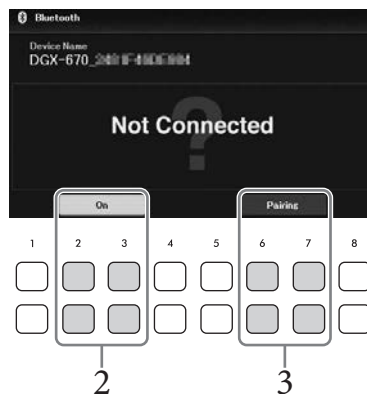 Bluetooth
Device Name
DGX-670_
Not Connected
?
On Pairing
1 2 3 4 5 6 7 8
2 3